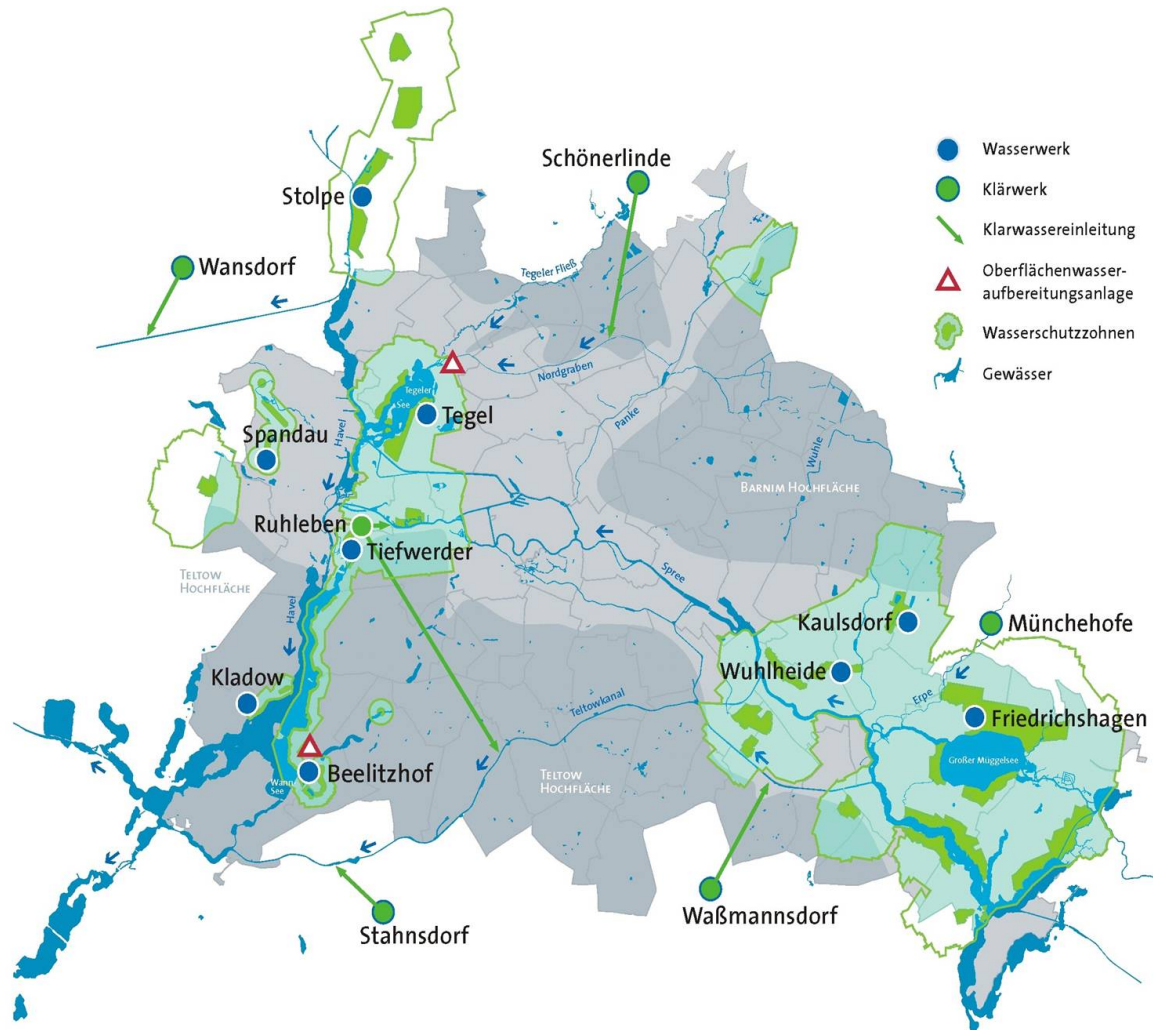 Schönerlinde
Stolpe
Wansdorf
Tegeler Fließ
Nordgraben
Tegeler
See
Tegel
Panke
Havel
Spandau
Wuhle
BARNIM HOCHFLÄCHE
Ruhleben
Tiefwerder
TELTOW
HOCHFLÄCHE
Spree
Havel
Kaulsdorf
Münchehofe
Wuhlheide
Erpe
Kladow
Teltowkanal
Friedrichshagen
Großer Müggelsee
Beelitzhof
Wann
See
TELTOW
HOCHFLÄCHE
Waßmannsdorf
Stahnsdorf
Wasserwerk
Klärwerk
Klarwassereinleitung
Oberflächenwasser-
aufbereitungsanlage
Wasserschutzzohnen
Gewässer